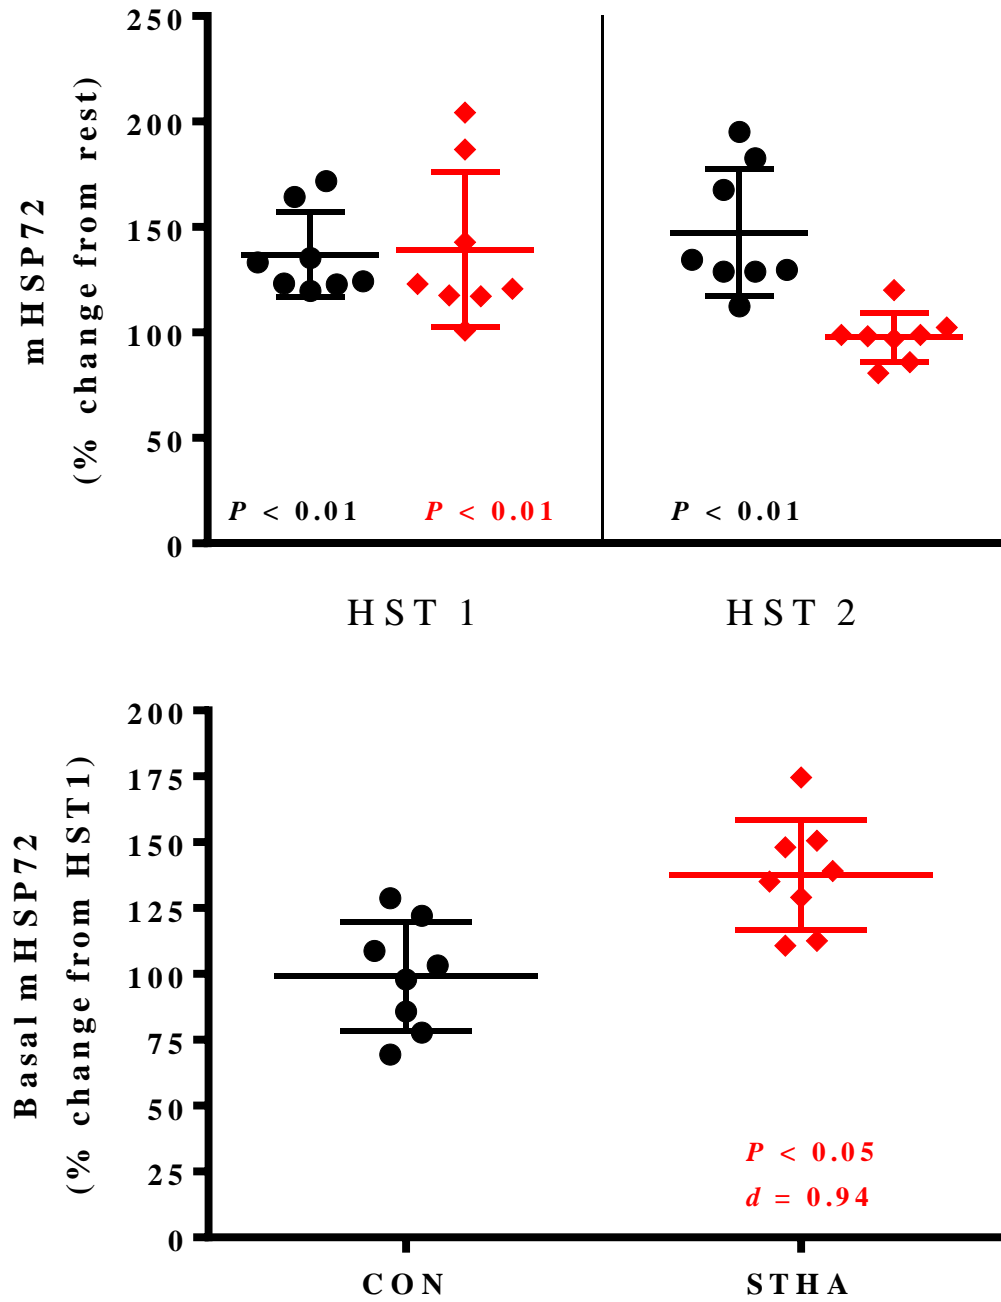 250
200
150
100
50
0
mHSP72
(% change from rest)
P < 0.01
P < 0.01
P < 0.01
HST 1
HST 2
200
175
150
125
100
75
50
25
0
Basal mHSP72
(% change from HST1)
P < 0.05
d = 0.94
CON
STHA